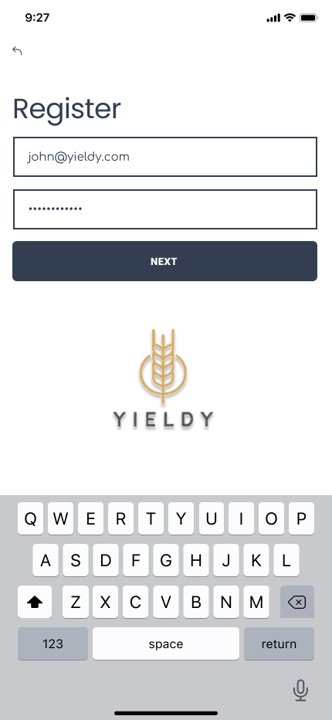 9:27
Register
john@yieldy.com
••••••••••••
NEXT
YIELDY
Q W E R T Y U I O P
A S D F G H J K L
Z X C V B N M
123 space return